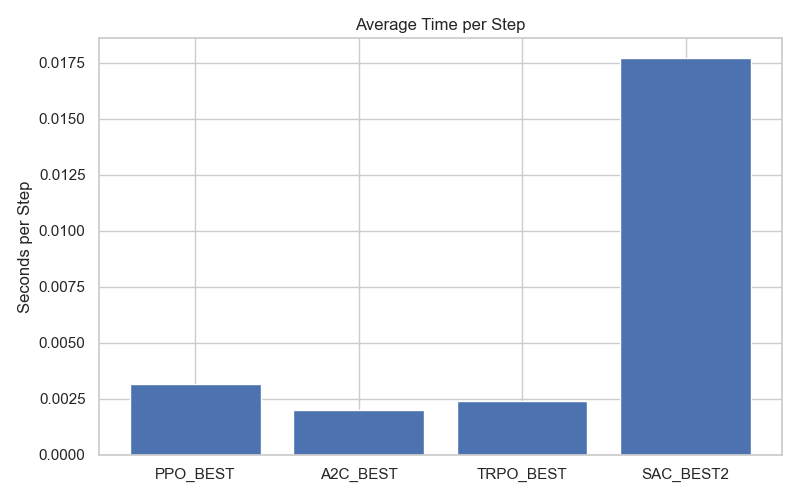 Average Time per Step
Seconds per Step
0.0175
0.0150
0.0125
0.0100
0.0075
0.0050
0.0025
0.0000
PPO_BEST A2C_BEST TRPO_BEST SAC_BEST2